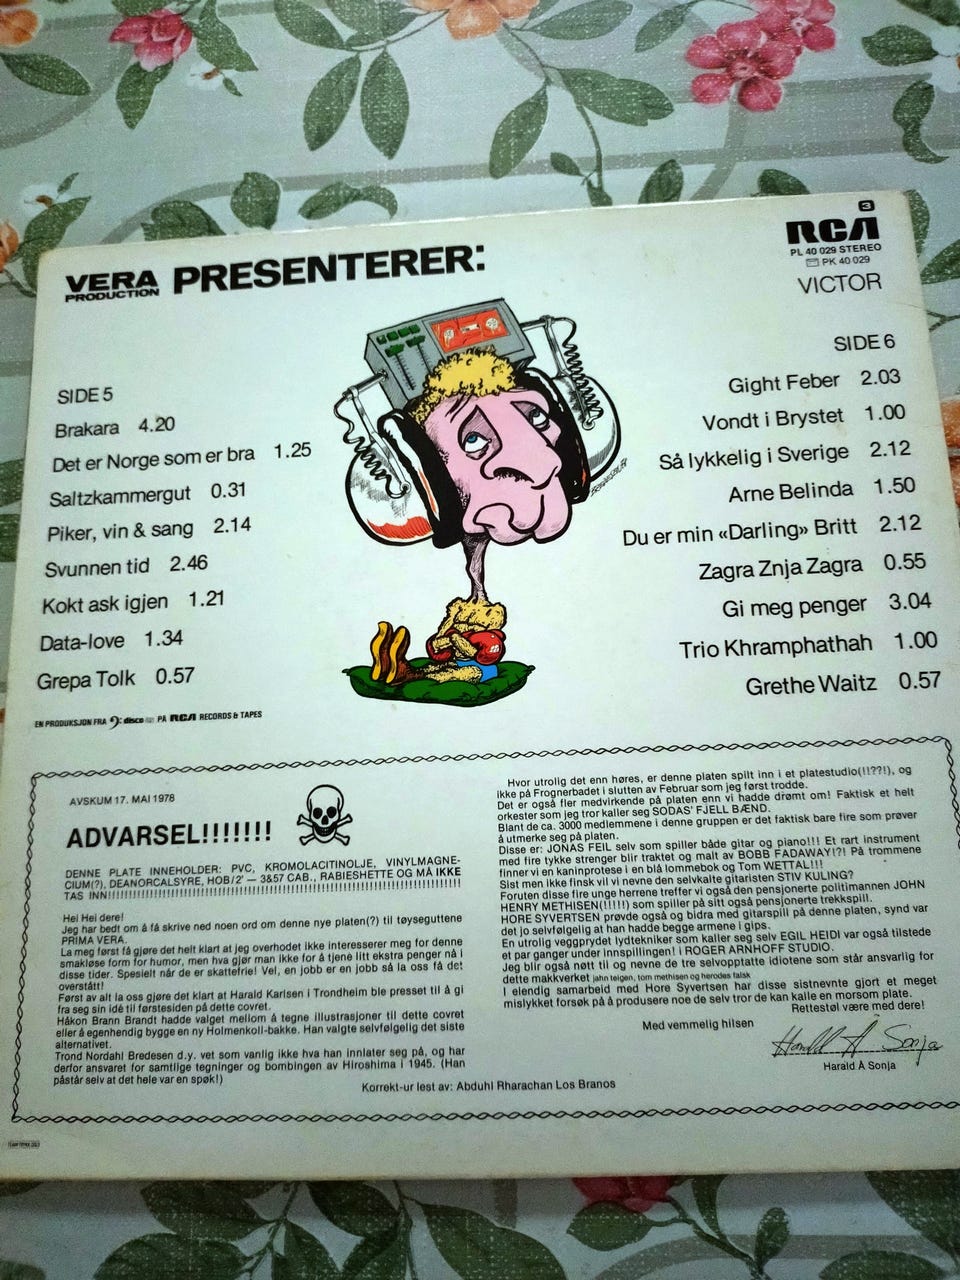 VERA
PRODUCTION
PRESENTERER:
3
RCA
PL 40 029 STEREO
PK 40 029
VICTOR
SIDE 5
Brakara 4.20
Det er Norge som er bra 1.25
Saltzkammergut 0.31
Piker, vin & sang 2.14
Svunnen tid 2.46
Kokt ask igjen 1.21
Data-love 1.34
Grepa Tolk 0.57
EN PRODUKSJON FRA disco PÅ RCA RECORDS & TAPES
SIDE 6
Gight Feber 2.03
Vondt i Brystet 1.00
Så lykkelig i Sverige 2.12
Arne Belinda 1.50
Du er min «Darling» Britt 2.12
Zagra Znja Zagra 0.55
Gi meg penger 3.04
Trio Khramphathah 1.00
Grethe Waitz 0.57
AVSKUM 17. MAI 1978
ADVARSEL!!!!!!!
DENNE PLATE INNEHOLDER: PVC, KROMOLACITINOLJE, VINYLMAGNE-
CIUM(?), DEANORCALSYRE, HOB/2' — 3&57 CAB., RABIESHETTE OG MÅ IKKE
TAS INN!!!!!!!!!!!!!!!!!!!!!!!!!!!!!!!!!!!!!!!!!!!!!!!!!!!!!!!!!!!!!!!!!!!!
Hei Hei dere!
Jeg har bedt om å få skrive ned noen ord om denne nye platen(?) til tøyseguttene
PRIMA VERA.
La meg først få gjøre det helt klart at jeg overhodet ikke interesserer meg for denne
smakløse form for humor, men hva gjør man ikke for å tjene litt ekstra penger nå i
disse tider. Spesielt når de er skattefrie! Vel, en jobb er en jobb så la oss få det
overstått!
Først av alt la oss gjøre det klart at Harald Karlsen i Trondheim ble presset til å gi
fra seg sin idé til førstesiden på dette covret.
Håkon Brann Brandt hadde valget mellom å tegne illustrasjoner til dette covret
eller å egenhendig bygge en ny Holmenkoll-bakke. Han valgte selvfølgelig det siste
alternativet.
Trond Nordahl Bredesen d.y. vet som vanlig ikke hva han innlater seg på, og har
derfor ansvaret for samtlige tegninger og bombingen av Hiroshima i 1945. (Han
påstår selv at det hele var en spøk!)
Hvor utrolig det enn høres, er denne platen spilt inn i et platestudio(!!??!), og
ikke på Frognerbadet i slutten av Februar som jeg først trodde.
Det er også fler medvirkende på platen enn vi hadde drømt om! Faktisk et helt
orkester som jeg tror kaller seg SODAS' FJELL BÆND.
Blant de ca. 3000 medlemmene i denne gruppen er det faktisk bare fire som prøver
å utmerke seg på platen.
Disse er: JONAS FEIL selv som spiller både gitar og piano!!! Et rart instrument
med fire tykke strenger blir traktet og malt av BOBB FADAWAY!?! På trommene
finner vi en kaninprotese i en blå lommebok og Tom WETTAL!!!
Sist men ikke finsk vil vi nevne den selvkalte gitaristen STIV KULING?
Foruten disse fire unge herrene treffer vi også den pensjonerte politimannen JOHN
HENRY METHISEN(!!!!!) som spiller på sitt også pensjonerte trekkspill.
HORE SYVERTSEN prøvde også og bidra med gitarspill på denne platen, synd var
det jo selvfølgelig at han hadde begge armene i gips.
En utrolig veggprydet lydtekniker som kaller seg selv EGIL HEIDI var også tilstede
et par ganger under innspillingen! i ROGER ARNHOFF STUDIO.
Jeg blir også nøtt til og nevne de tre selvopptatte idiotene som står ansvarlig for
dette makkverket jahn teigen, tom methisen og herodes falsk
I elendig samarbeid med Hore Syvertsen har disse sistnevnte gjort et meget
mislykket forsøk på å produsere noe de selv tror de kan kalle en morsom plate.
Rettestol være med dere!
Med vemmelig hilsen
Harald Å Sonja
Harald Å Sonja
Korrekt-ur lest av: Abduhl Rharachan Los Branos